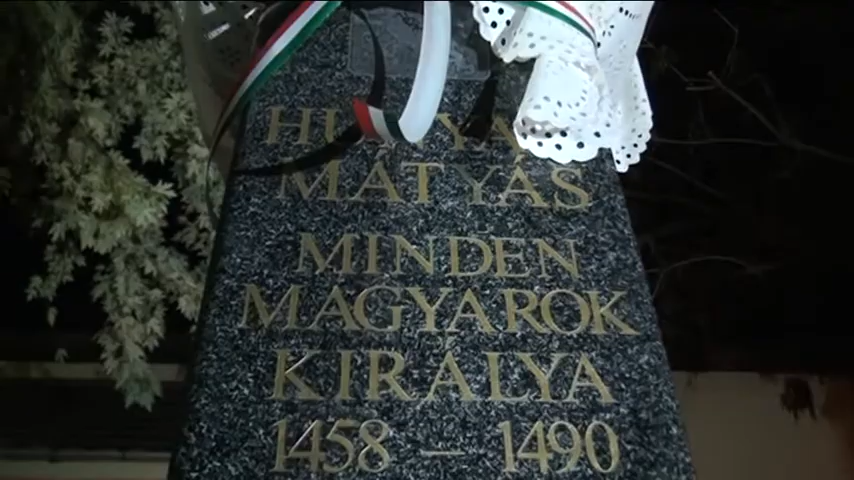 MÁTYÁS
MINDEN
MAGYAROK
KIRÁLYA
1458 – 1490